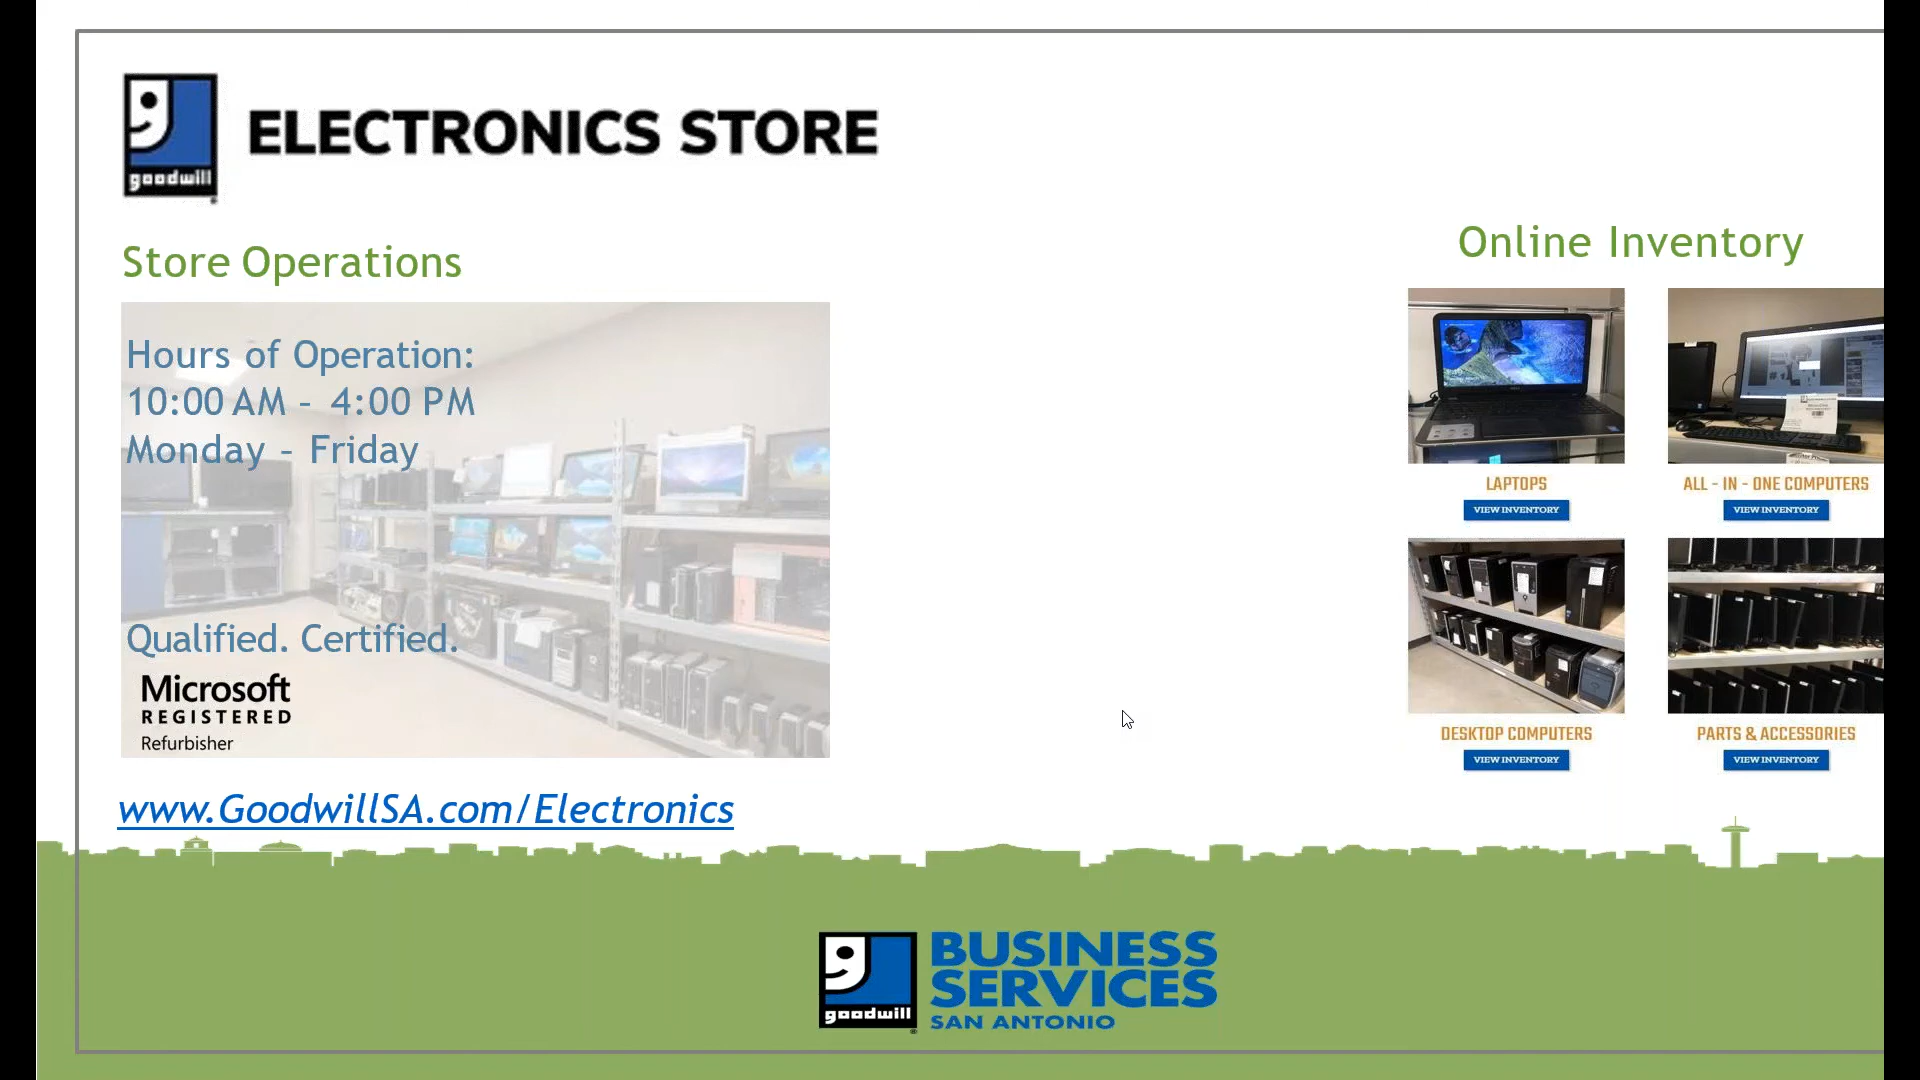 goodwill
ELECTRONICS STORE
Store Operations
Hours of Operation:
10:00 AM – 4:00 PM
Monday – Friday
Qualified. Certified.
Microsoft
REGISTERED
Refurbisher
www.GoodwillSA.com/Electronics
Online Inventory
LAPTOPS
VIEW INVENTORY
ALL - IN - ONE COMPUTERS
VIEW INVENTORY
DESKTOP COMPUTERS
VIEW INVENTORY
PARTS & ACCESSORIES
VIEW INVENTORY
goodwill
BUSINESS
SERVICES
SAN ANTONIO